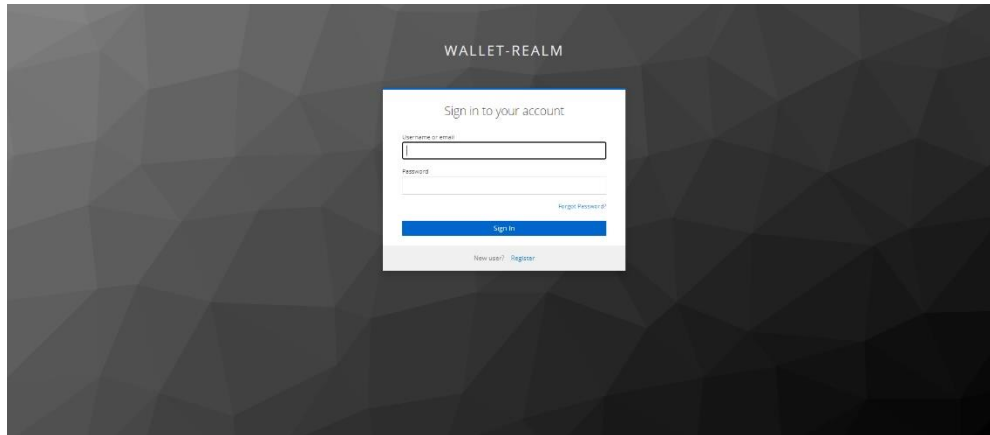 WALLET-REALM
Sign in to your account
Username or email
Password
Forgot Password?
Sign In
New user? Register